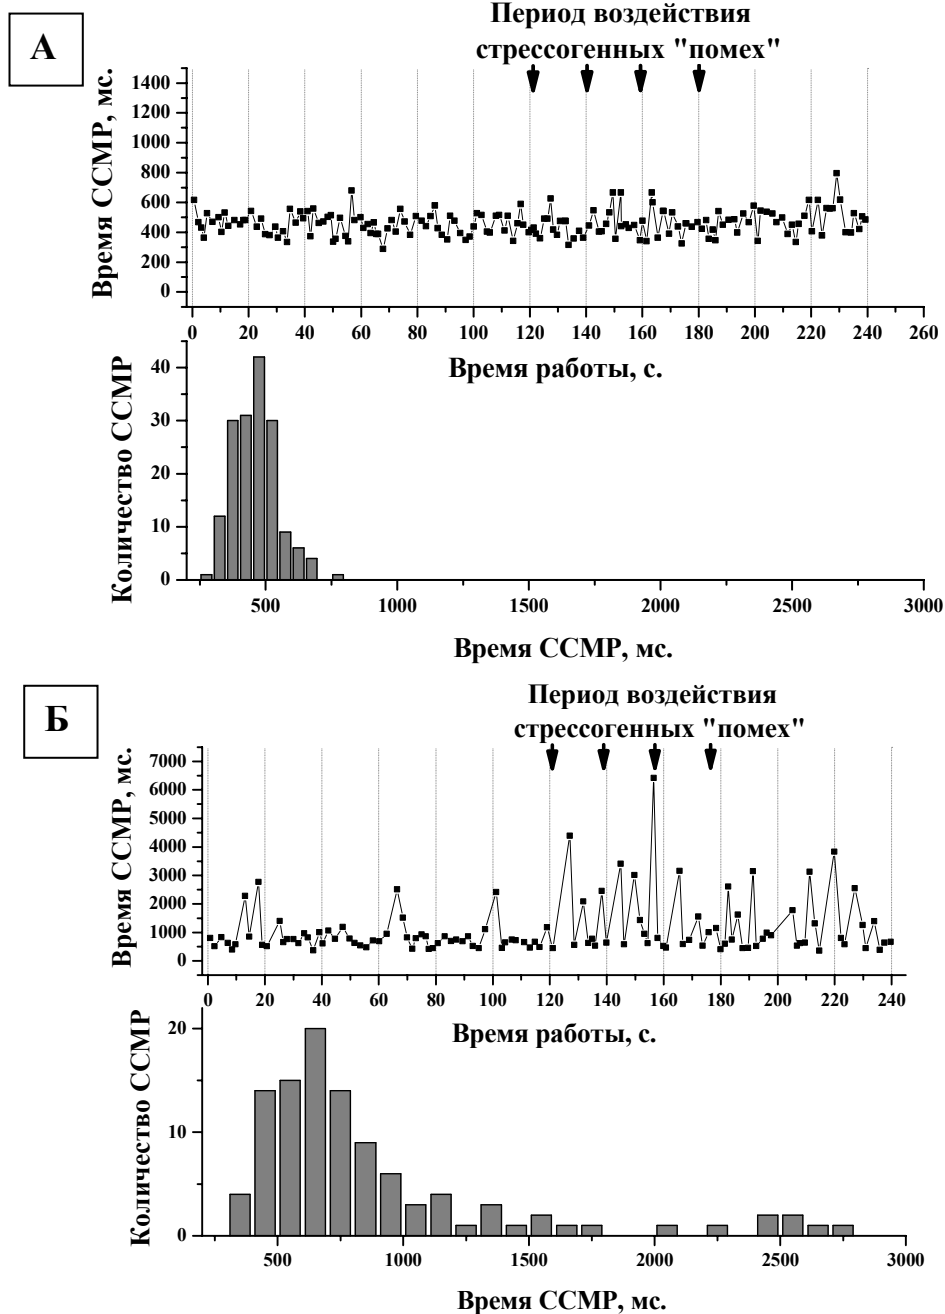 А
Период воздействия
стрессогенных "помех"
Время ССМР, мс.
1400
1200
1000
800
600
400
200
0
0 20 40 60 80 100 120 140 160 180 200 220 240 260
Время работы, с.
Количество ССМР
40
30
20
10
0
500 1000 1500 2000 2500 3000
Время ССМР, мс.
Б
Период воздействия
стрессогенных "помех"
Время ССМР, мс.
7000
6000
5000
4000
3000
2000
1000
0
0 20 40 60 80 100 120 140 160 180 200 220 240
Время работы, с.
Количество ССМР
20
10
0
500 1000 1500 2000 2500 3000
Время ССМР, мс.